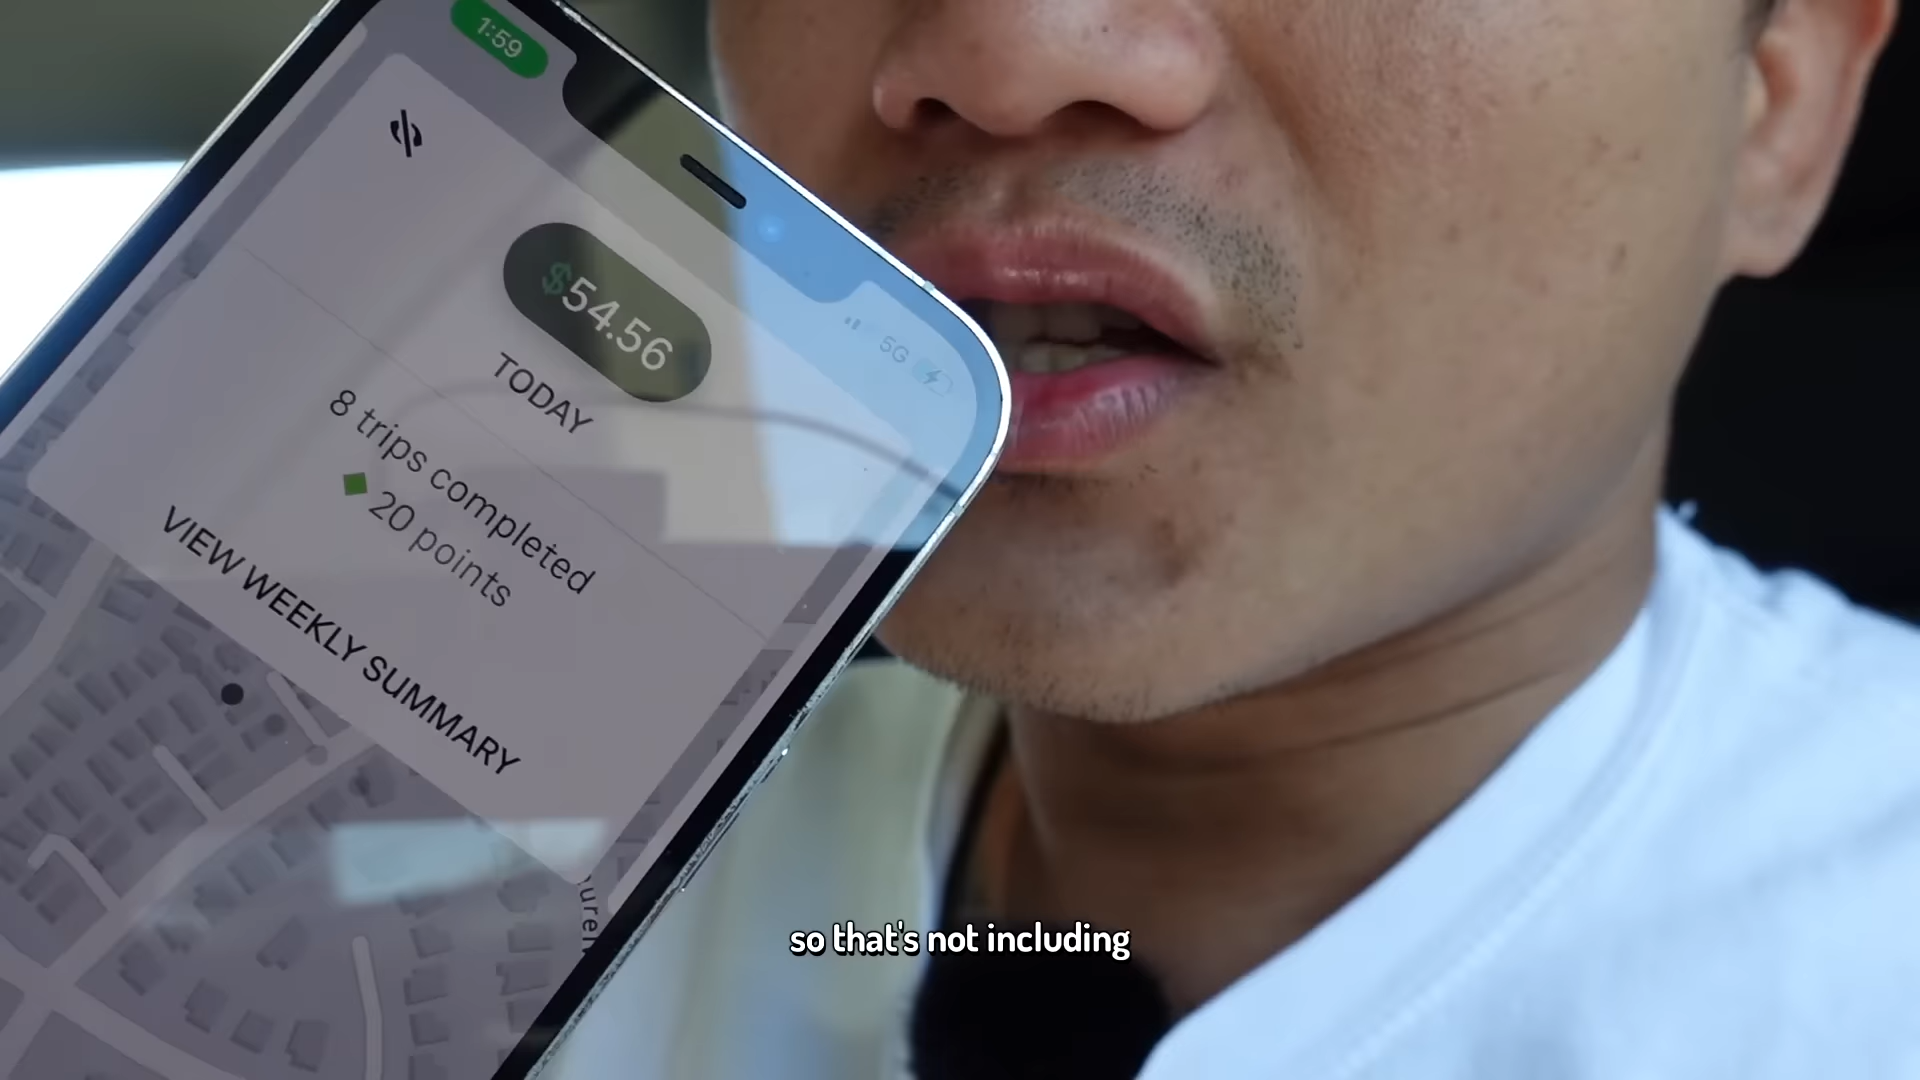 1:59
5G
$54.56
TODAY
8 trips completed
20 points
VIEW WEEKLY SUMMARY
so that's not including